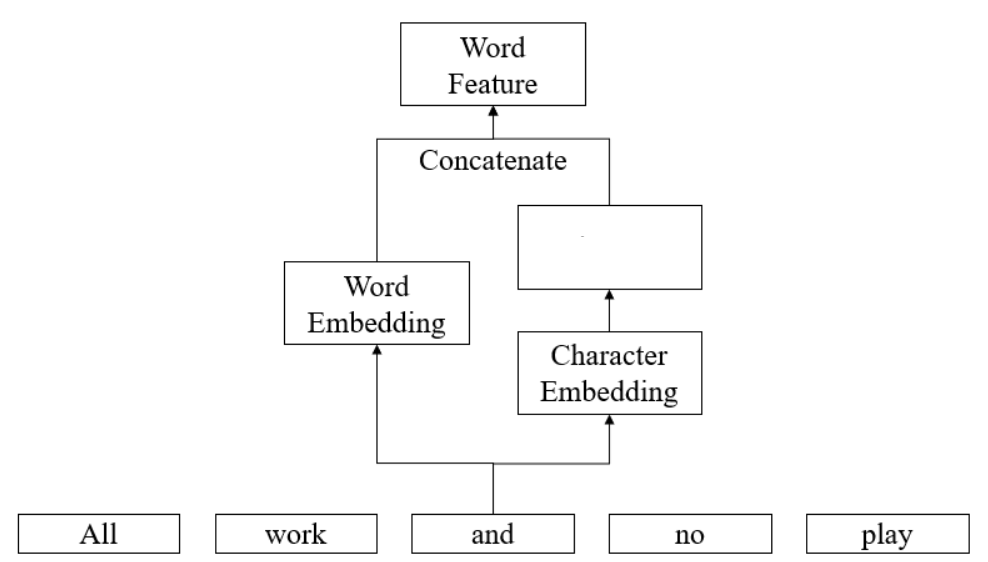 Word
Feature
Concatenate
Word
Embedding
Character
Embedding
All
work
and
no
play